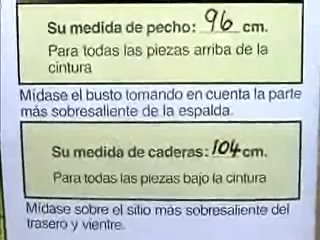 Su medida de pecho: 96 cm.
Para todas las piezas arriba de la
cintura
Mídase el busto tomando en cuenta la parte
más sobresaliente de la espalda.
Su medida de caderas: 104 cm.
Para todas las piezas bajo la cintura
Mídase sobre el sitio más sobresaliente del
trasero y vientre.